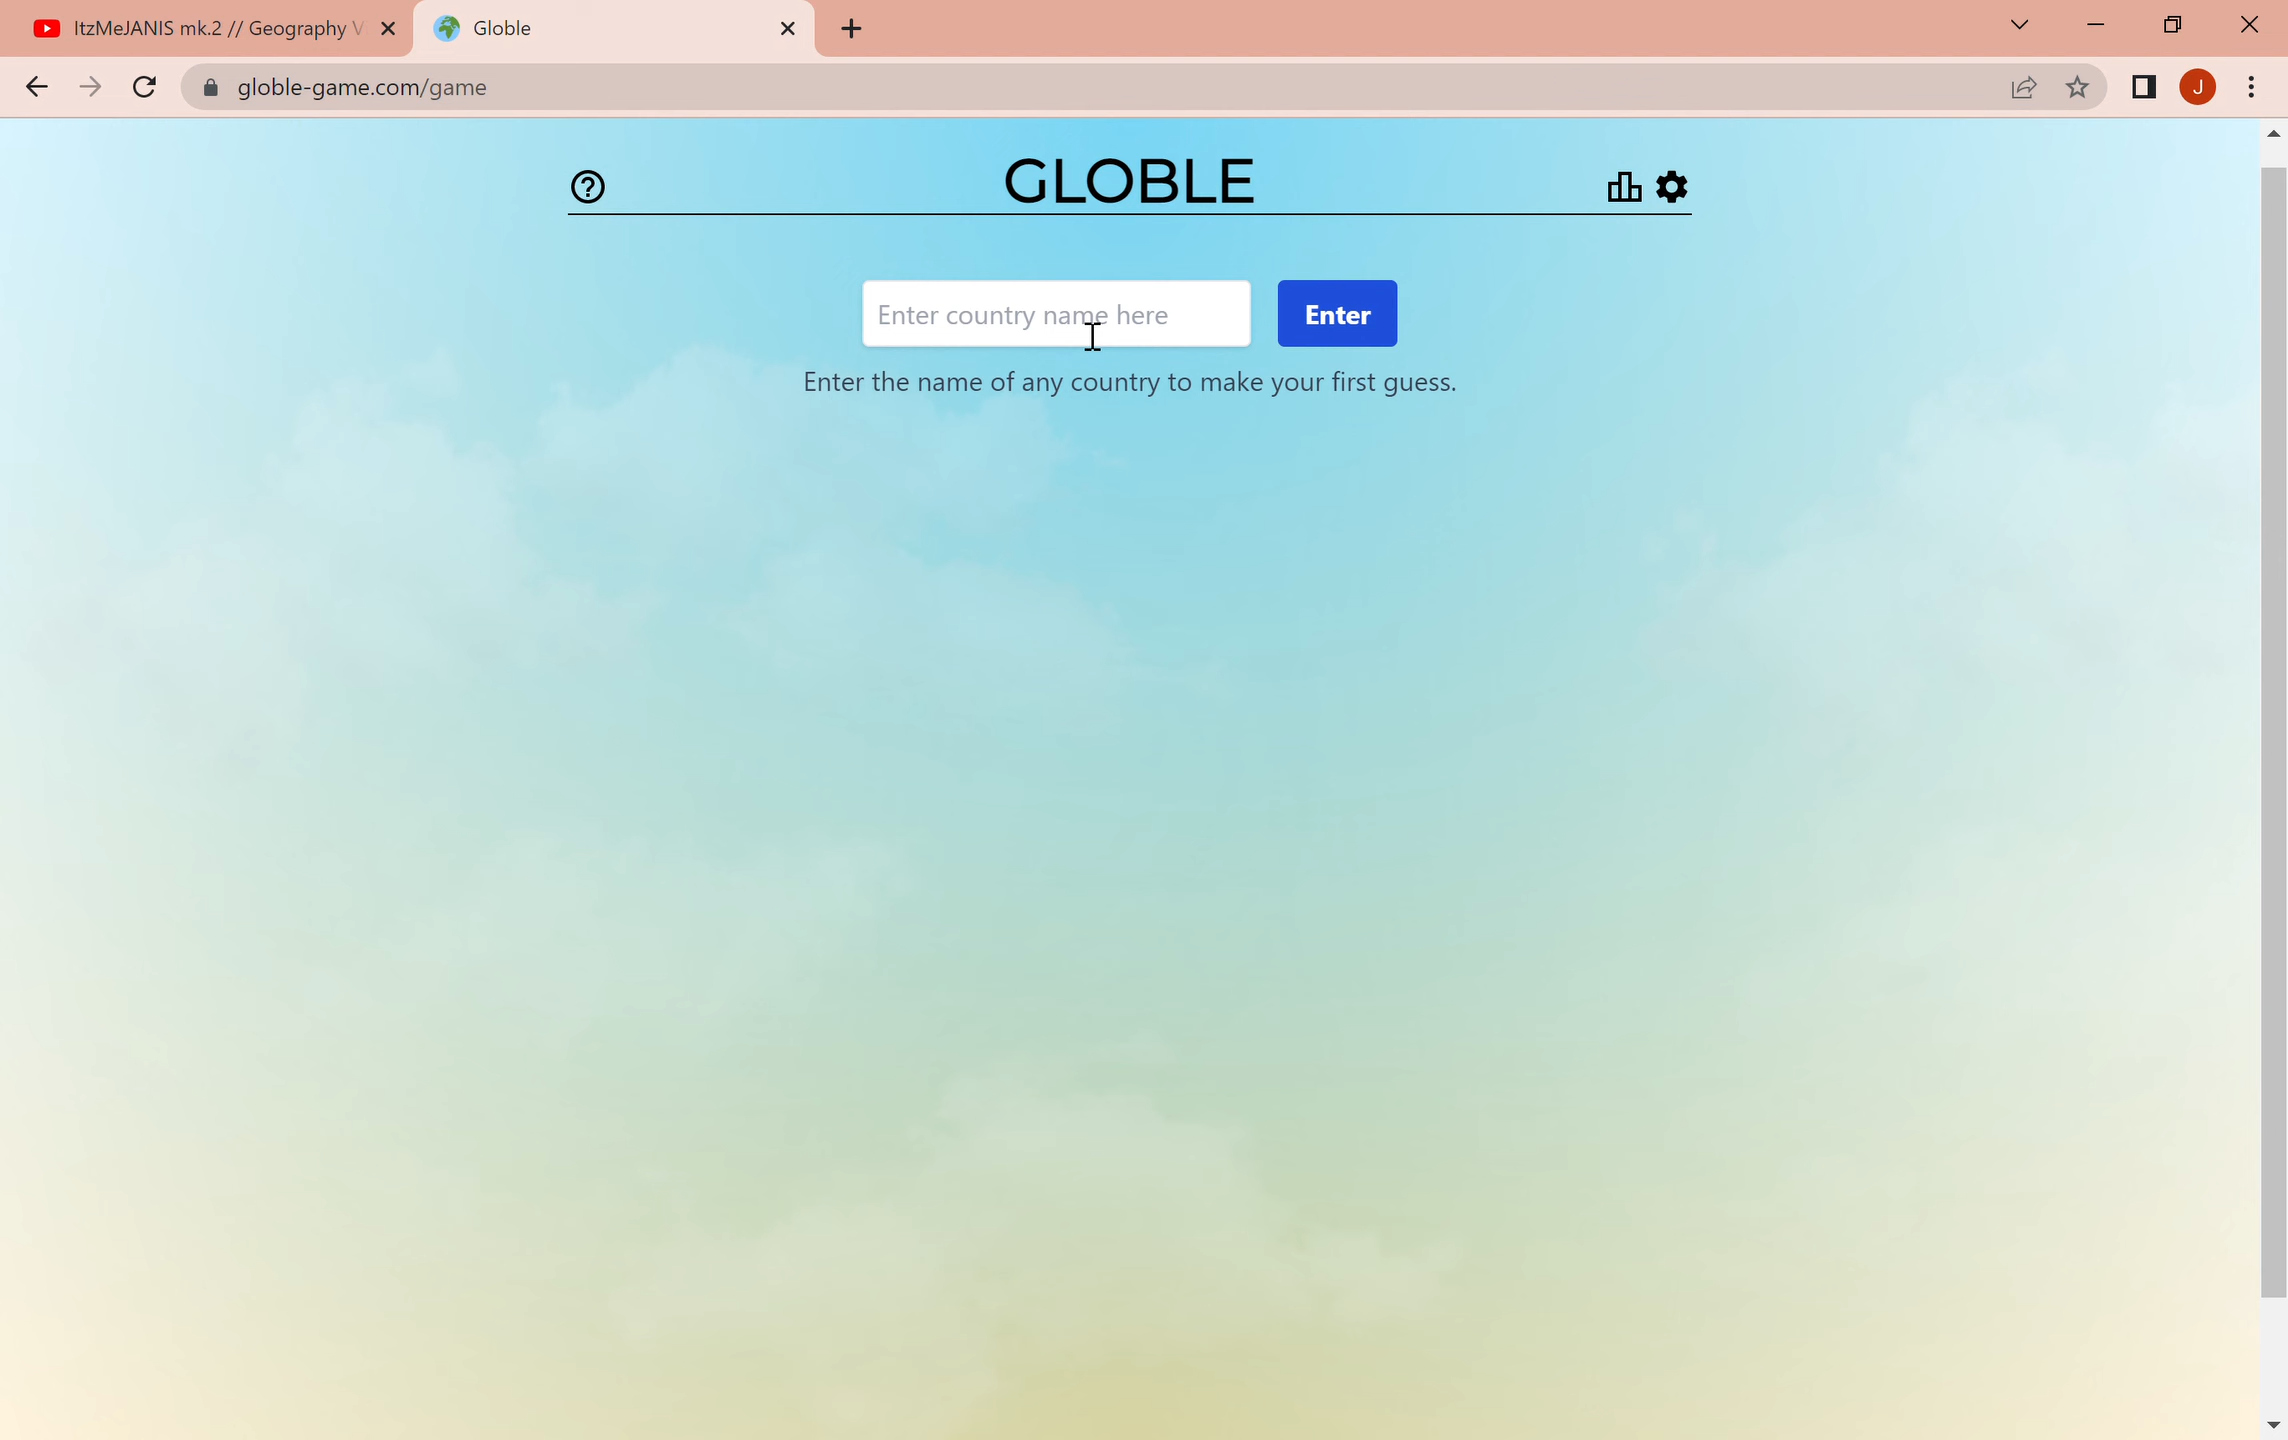 ItzMeJANIS mk.2 // Geography V
Globle
globle-game.com/game
J
GLOBLE
Enter country name here
Enter
Enter the name of any country to make your first guess.